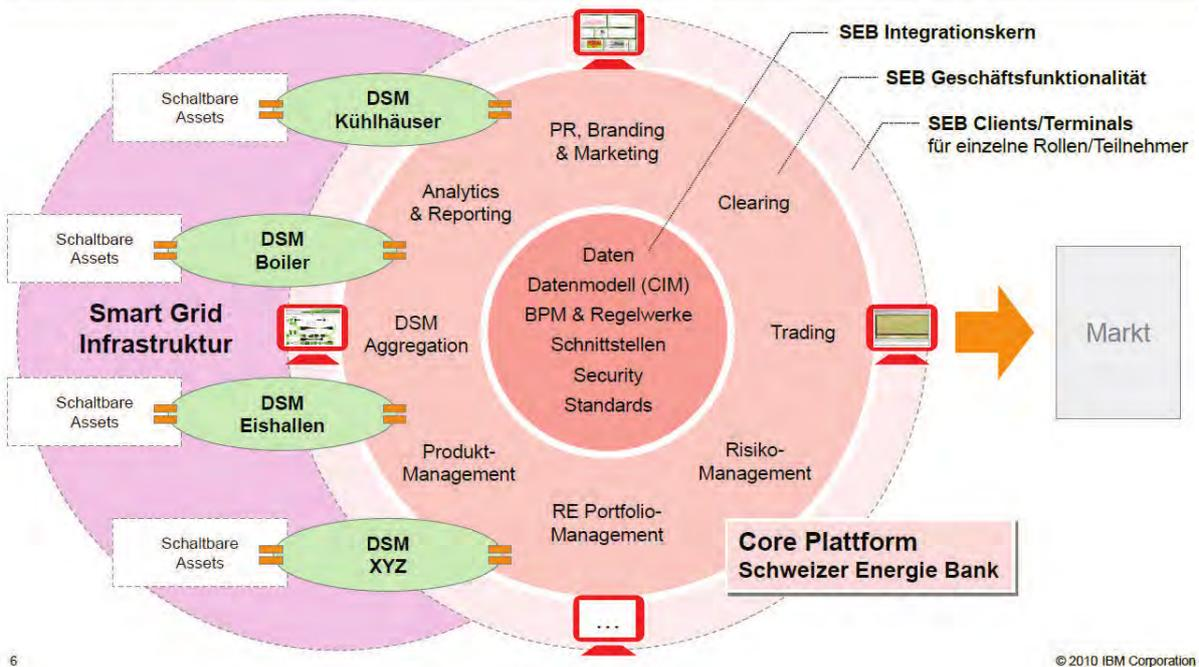 SEB Integrationskern
SEB Geschäftsfunktionalität
SEB Clients/Terminals
für einzelne Rollen/Teilnehmer
Schaltbare
Assets
DSM
Kühlhäuser
PR, Branding
& Marketing
Analytics
& Reporting
Clearing
Schaltbare
Assets
DSM
Boiler
Daten
Datenmodell (CIM)
BPM & Regelwerke
Schnittstellen
Security
Standards
Smart Grid
Infrastruktur
DSM
Aggregation
Trading
Markt
Schaltbare
Assets
DSM
Eishallen
Produkt-
Management
Risiko-
Management
RE Portfolio-
Management
Schaltbare
Assets
DSM
XYZ
Core Plattform
Schweizer Energie Bank
...
6
© 2010 IBM Corporation